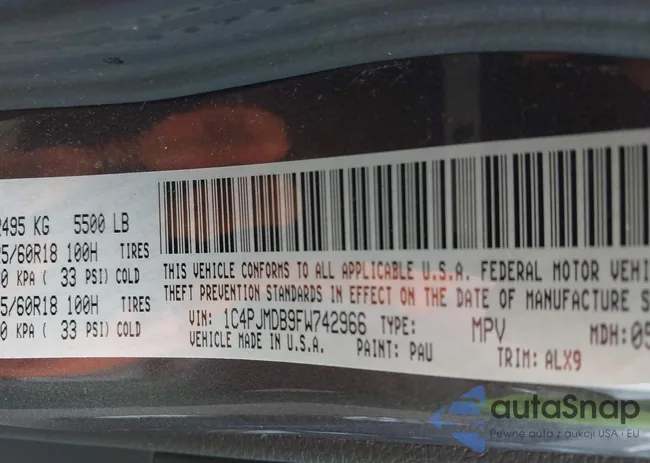 2495 KG 5500 LB
5/60R18 100H TIRES
0 KPA ( 33 PSI) COLD
5/60R18 100H TIRES
0 KPA ( 33 PSI) COLD
THIS VEHICLE CONFORMS TO ALL APPLICABLE U.S.A. FEDERAL MOTOR VEHI
THEFT PREVENTION STANDARDS IN EFFECT ON THE DATE OF MANUFACTURE S
VIN: 1C4PJMDB9FW742966 TYPE: MPV MDH: 05
VEHICLE MADE IN U.S.A. PAINT: PAU TRIM: ALX9
autaSnap
Pewne auta z aukcji USA i EU